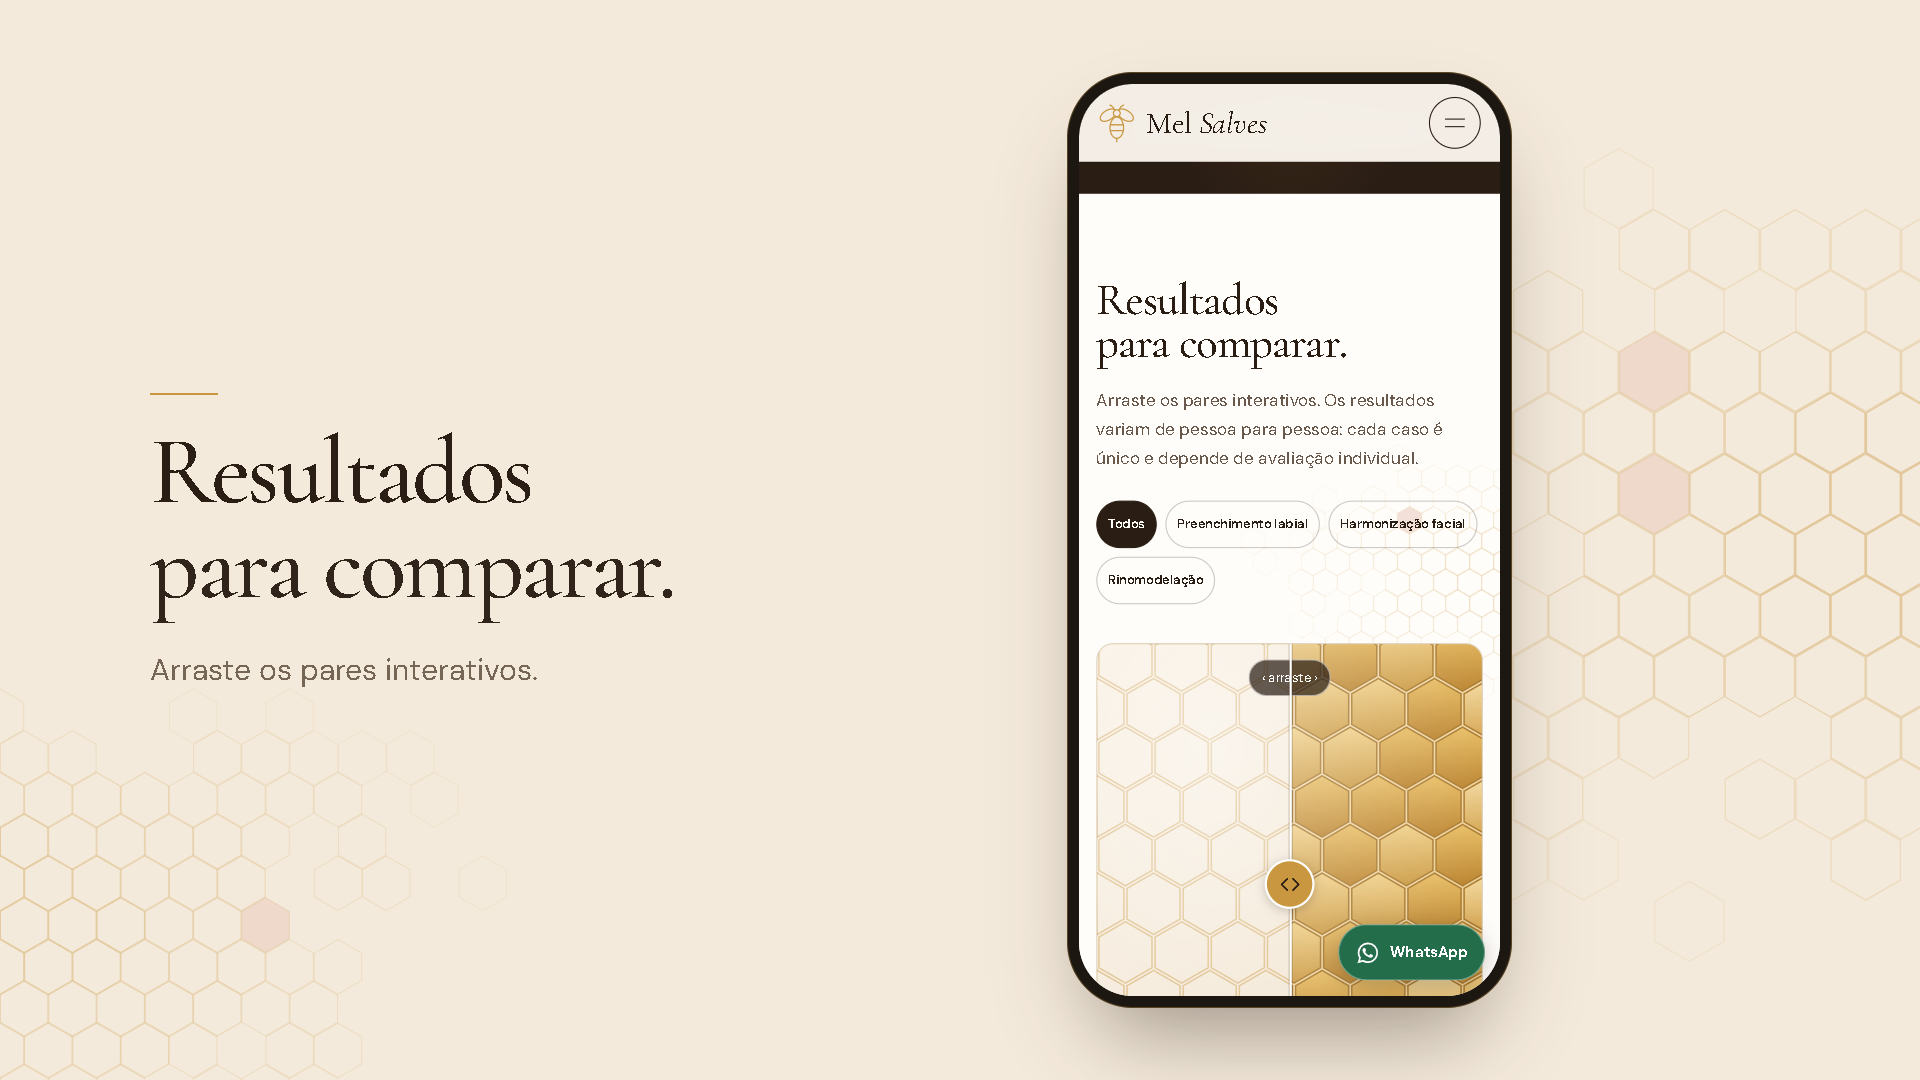 Resultados
para comparar.
Arraste os pares interativos.
Mel Salves
Resultados
para comparar.
Arraste os pares interativos. Os resultados
variam de pessoa para pessoa: cada caso é
único e depende de avaliação individual.
Todos
Preenchimento labial
Harmonização facial
Rinomodelação
‹ arraste ›
WhatsApp